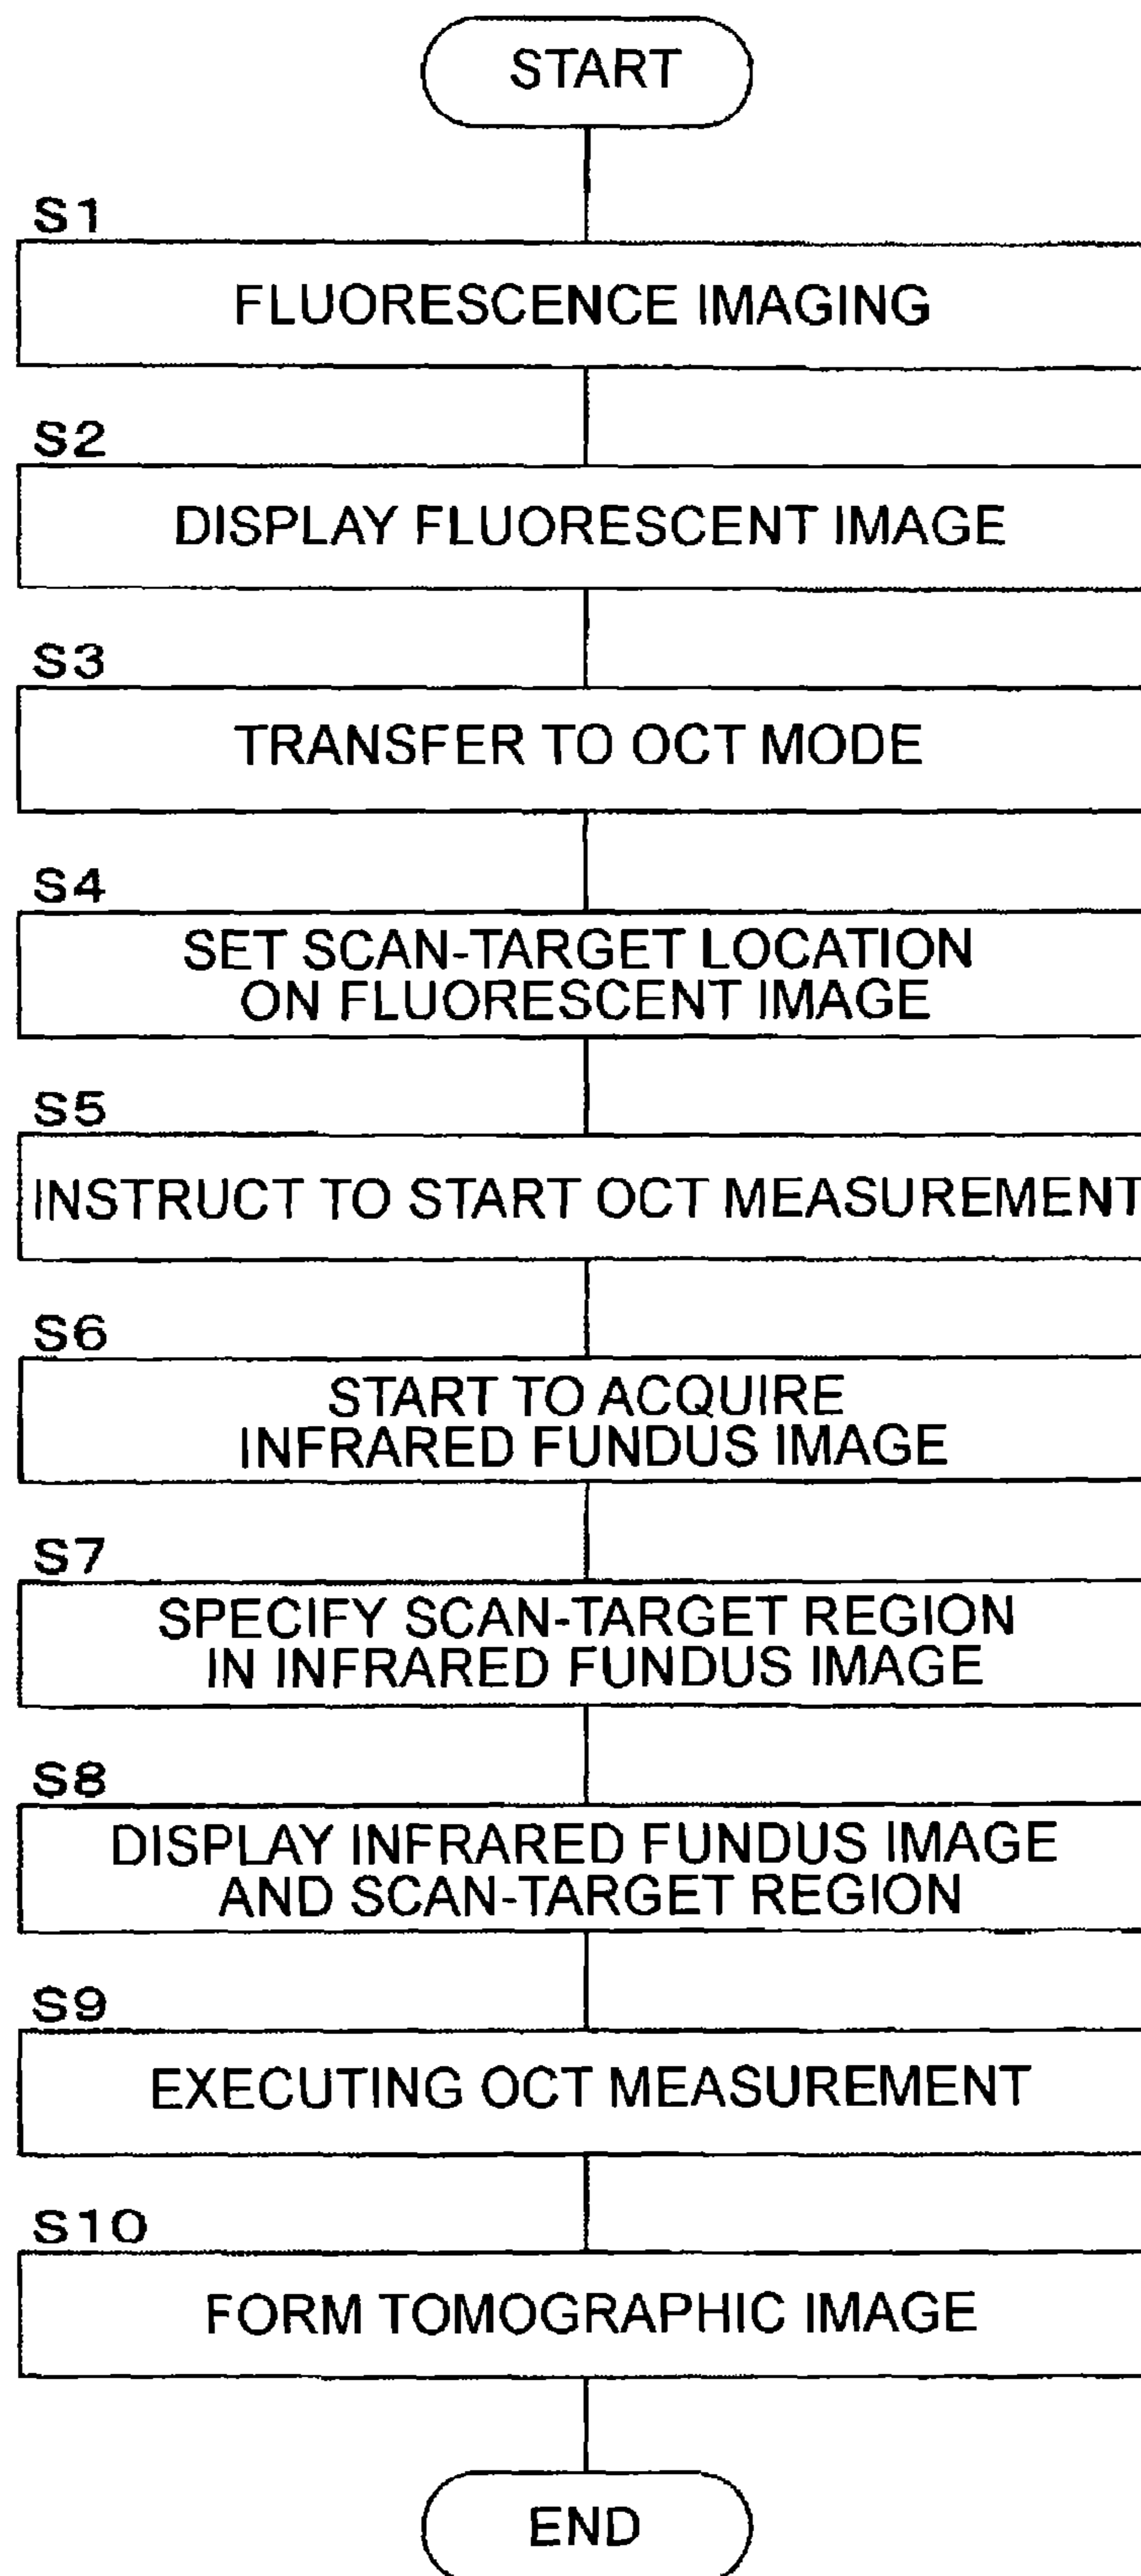 START
S1
FLUORESCENCE IMAGING
S2
DISPLAY FLUORESCENT IMAGE
S3
TRANSFER TO OCT MODE
S4
SET SCAN-TARGET LOCATION
ON FLUORESCENT IMAGE
S5
INSTRUCT TO START OCT MEASUREMENT
S6
START TO ACQUIRE
INFRARED FUNDUS IMAGE
S7
SPECIFY SCAN-TARGET REGION
IN INFRARED FUNDUS IMAGE
S8
DISPLAY INFRARED FUNDUS IMAGE
AND SCAN-TARGET REGION
S9
EXECUTING OCT MEASUREMENT
S10
FORM TOMOGRAPHIC IMAGE
END